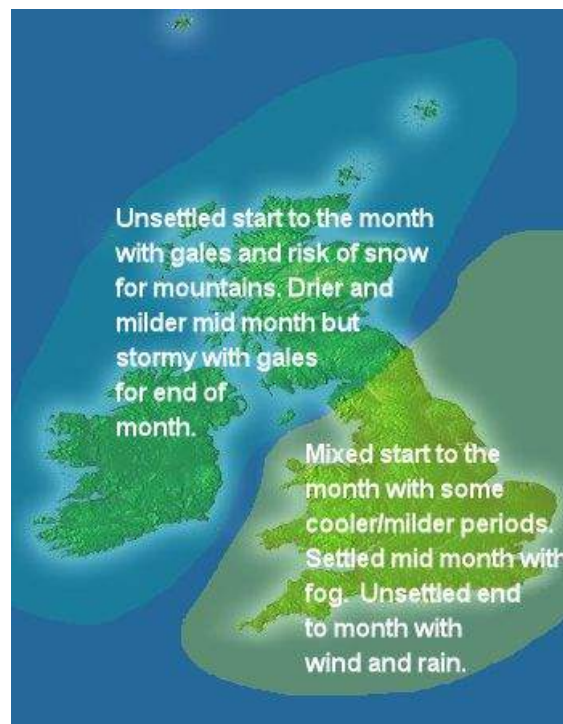 Unsettled start to the month
with gales and risk of snow
for mountains. Drier and
milder mid month but
stormy with gales
for end of
month.
Mixed start to the
month with some
cooler/milder periods.
Settled mid month with
fog. Unsettled end
to month with
wind and rain.